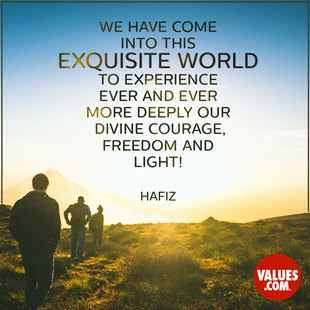 WE HAVE COME
INTO THIS
EXQUISITE WORLD
TO EXPERIENCE
EVER AND EVER
MORE DEEPLY OUR
DIVINE COURAGE,
FREEDOM AND
LIGHT!
HAFIZ
VALUES
.COM